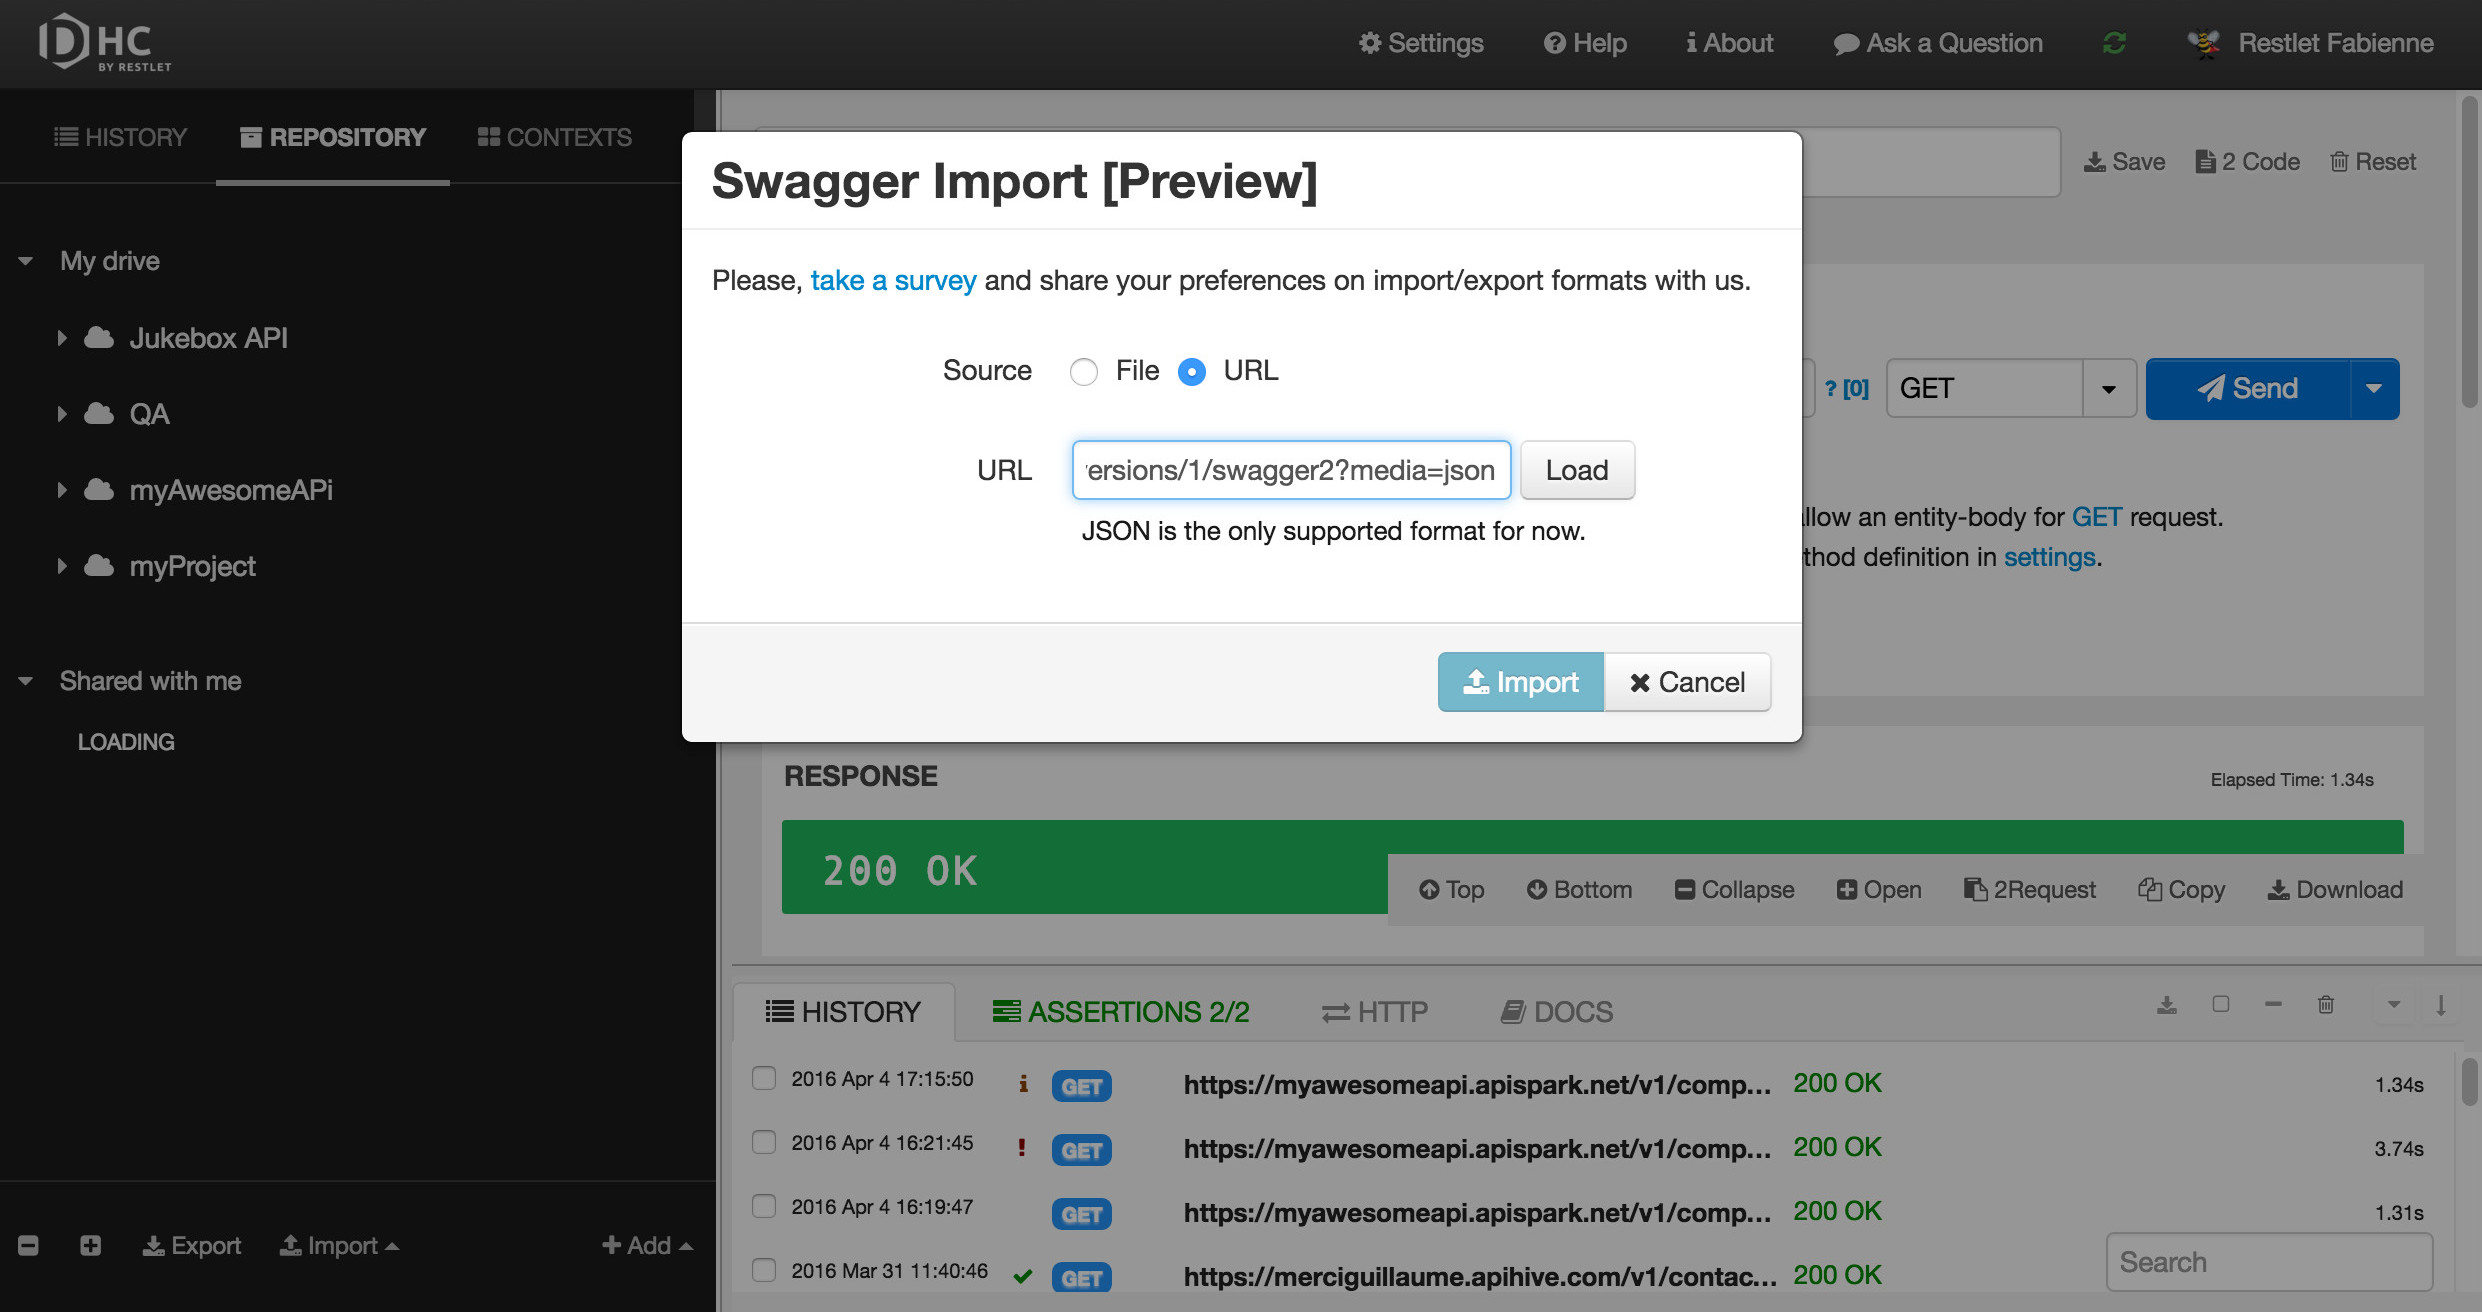 DHC BY RESTLET
Settings Help About Ask a Question Restlet Fabienne
HISTORY REPOSITORY CONTEXTS
Save 2 Code Reset
Swagger Import [Preview]
Please, take a survey and share your preferences on import/export formats with us.
Source File URL
URL ersions/1/swagger2?media=json Load
JSON is the only supported format for now.
Import Cancel
My drive
Jukebox API
QA
myAwesomeAPi
myProject
Shared with me
LOADING
? [0] GET Send
llow an entity-body for GET request.
thod definition in settings.
RESPONSE
Elapsed Time: 1.34s
200 OK
Top Bottom Collapse Open 2Request Copy Download
HISTORY ASSERTIONS 2/2 HTTP DOCS
2016 Apr 4 17:15:50 GET https://myawesomeapi.apispark.net/v1/comp... 200 OK 1.34s
2016 Apr 4 16:21:45 ! GET https://myawesomeapi.apispark.net/v1/comp... 200 OK 3.74s
2016 Apr 4 16:19:47 GET https://myawesomeapi.apispark.net/v1/comp... 200 OK 1.31s
2016 Mar 31 11:40:46 GET https://merciguillaume.apihive.com/v1/contac... 200 OK
Search
Export Import + Add